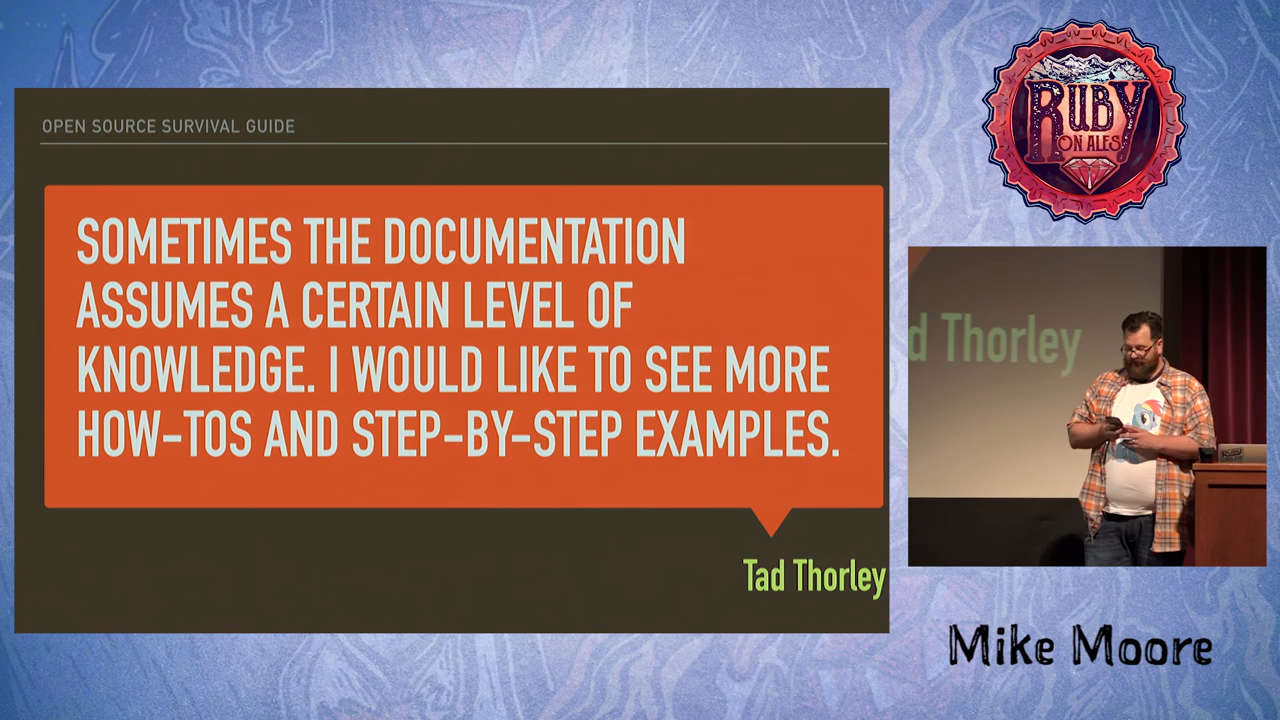 OPEN SOURCE SURVIVAL GUIDE
SOMETIMES THE DOCUMENTATION
ASSUMES A CERTAIN LEVEL OF
KNOWLEDGE. I WOULD LIKE TO SEE MORE
HOW-TOS AND STEP-BY-STEP EXAMPLES.
Tad Thorley
RUBY
ON ALES
d Thorley
RUBY
Mike Moore